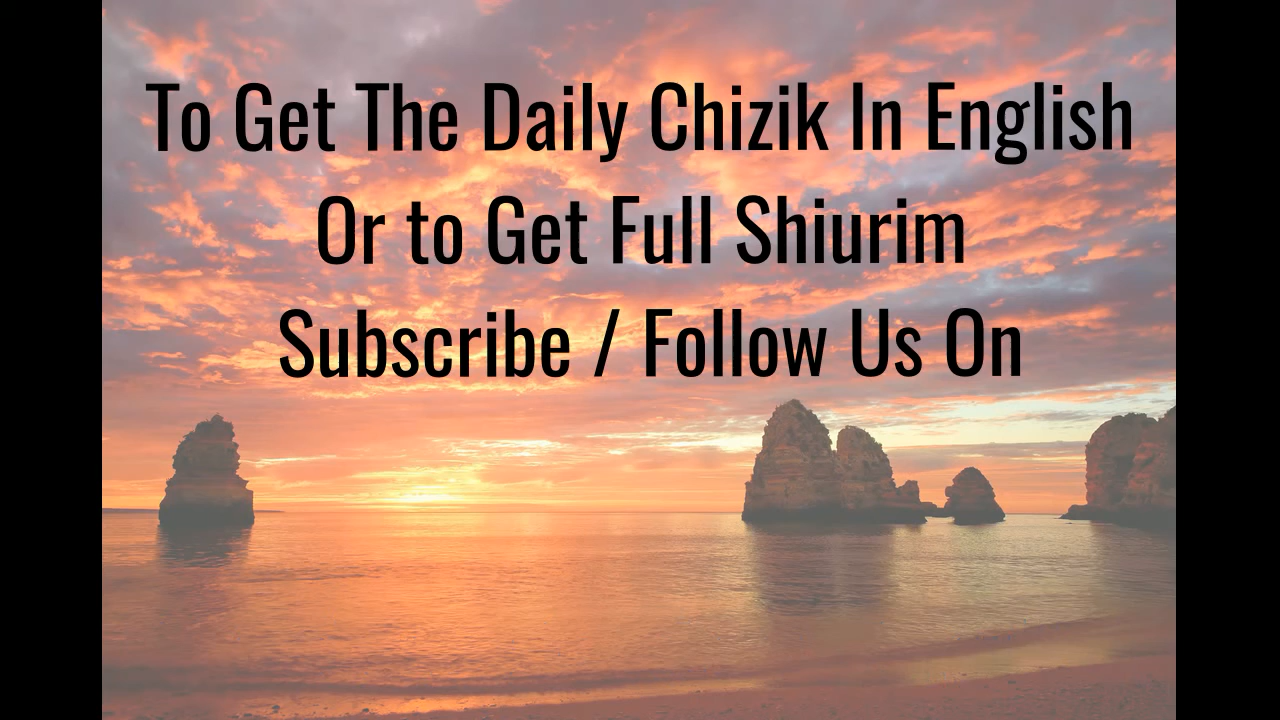 To Get The Daily Chizik In English
Or to Get Full Shiurim
Subscribe / Follow Us On